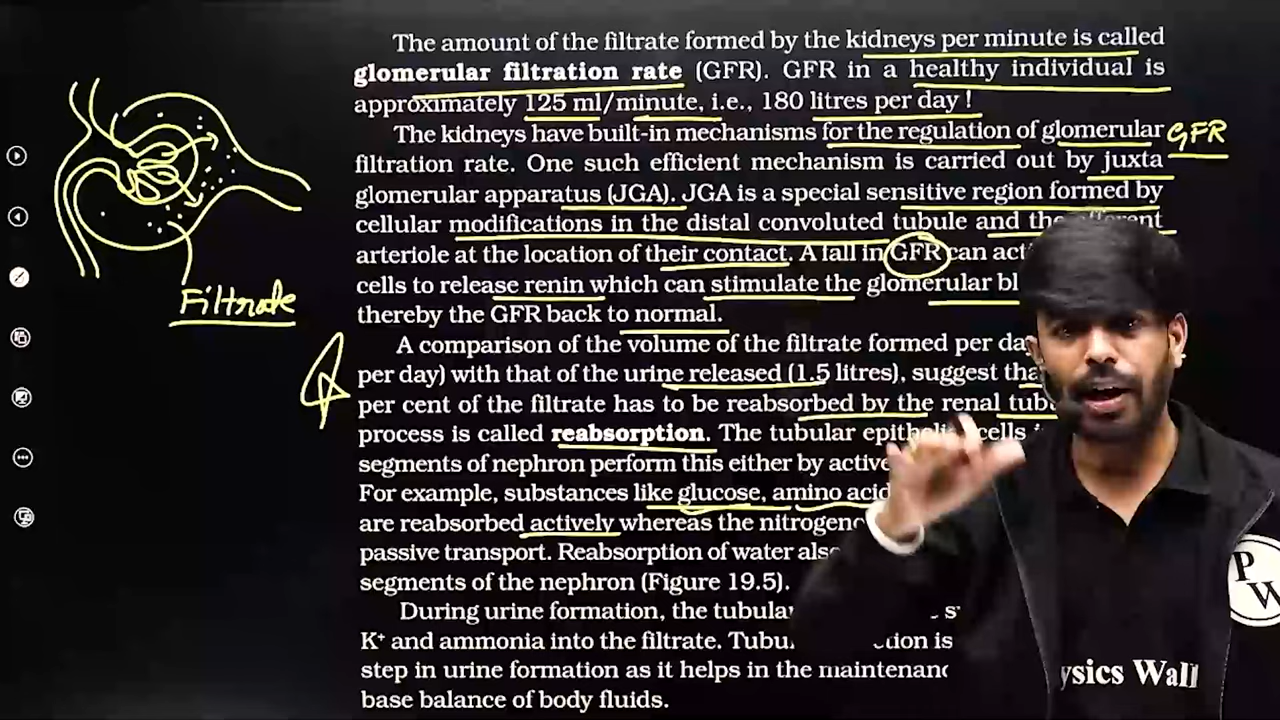 The amount of the filtrate formed by the kidneys per minute is called
glomerular filtration rate (GFR). GFR in a healthy individual is
approximately 125 ml/minute, i.e., 180 litres per day !
The kidneys have built-in mechanisms for the regulation of glomerular GFR
filtration rate. One such efficient mechanism is carried out by juxta
glomerular apparatus (JGA). JGA is a special sensitive region formed by
cellular modifications in the distal convoluted tubule and the
arteriole at the location of their contact. A fall in GFR can
cells to release renin which can stimulate the glomerular
Filtrate
thereby the GFR back to normal.
A comparison of the volume of the filtrate formed per
per day) with that of the urine released (1.5 litres), suggest
per cent of the filtrate has to be reabsorbed by the renal
process is called reabsorption. The tubular cells
segments of nephron perform this either by
For example, substances like glucose, amino
are reabsorbed actively whereas the
passive transport. Reabsorption of water
segments of the nephron (Figure 19.5).
During urine formation, the
K⁺ and ammonia into the filtrate. is
step in urine formation as it helps in the
base balance of body fluids.
PW
Wall